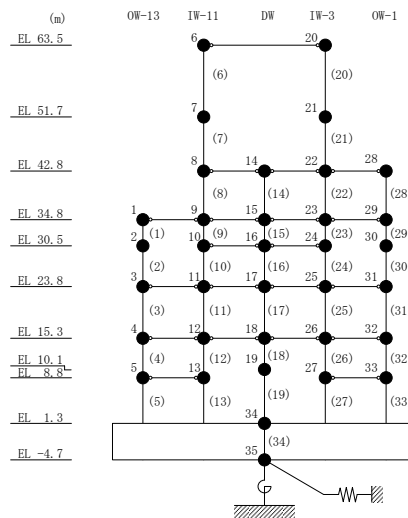 (m) OW-13 IW-11 DW IW-3 OW-1
EL 63.5 6 20
(6) (20)
EL 51.7 7 21
(7) (21)
EL 42.8 8 14 22 28
(8) (14) (22) (28
EL 34.8 1 9 15 23 29
(1) (9) (15) (23) (29
EL 30.5 2 10 16 24 30
(2) (10) (16) (24) (30
EL 23.8 3 11 17 25 31
(3) (11) (17) (25) (31
EL 15.3 4 12 18 26 32
(4) (12) (18) (26) (32
EL 10.1 19
EL 8.8 5 13 27 33
(5) (13) (19) (27) (33
EL 1.3 34
(34)
EL -4.7 35